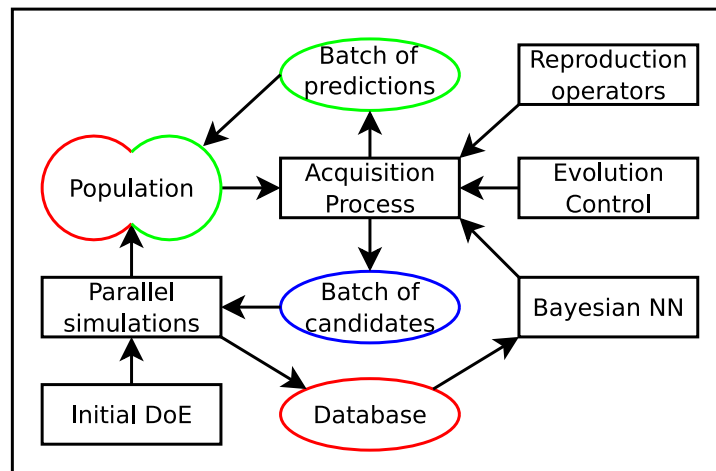 Batch of
predictions
Reproduction
operators
Population
Acquisition
Process
Evolution
Control
Parallel
simulations
Batch of
candidates
Bayesian NN
Initial DoE
Database